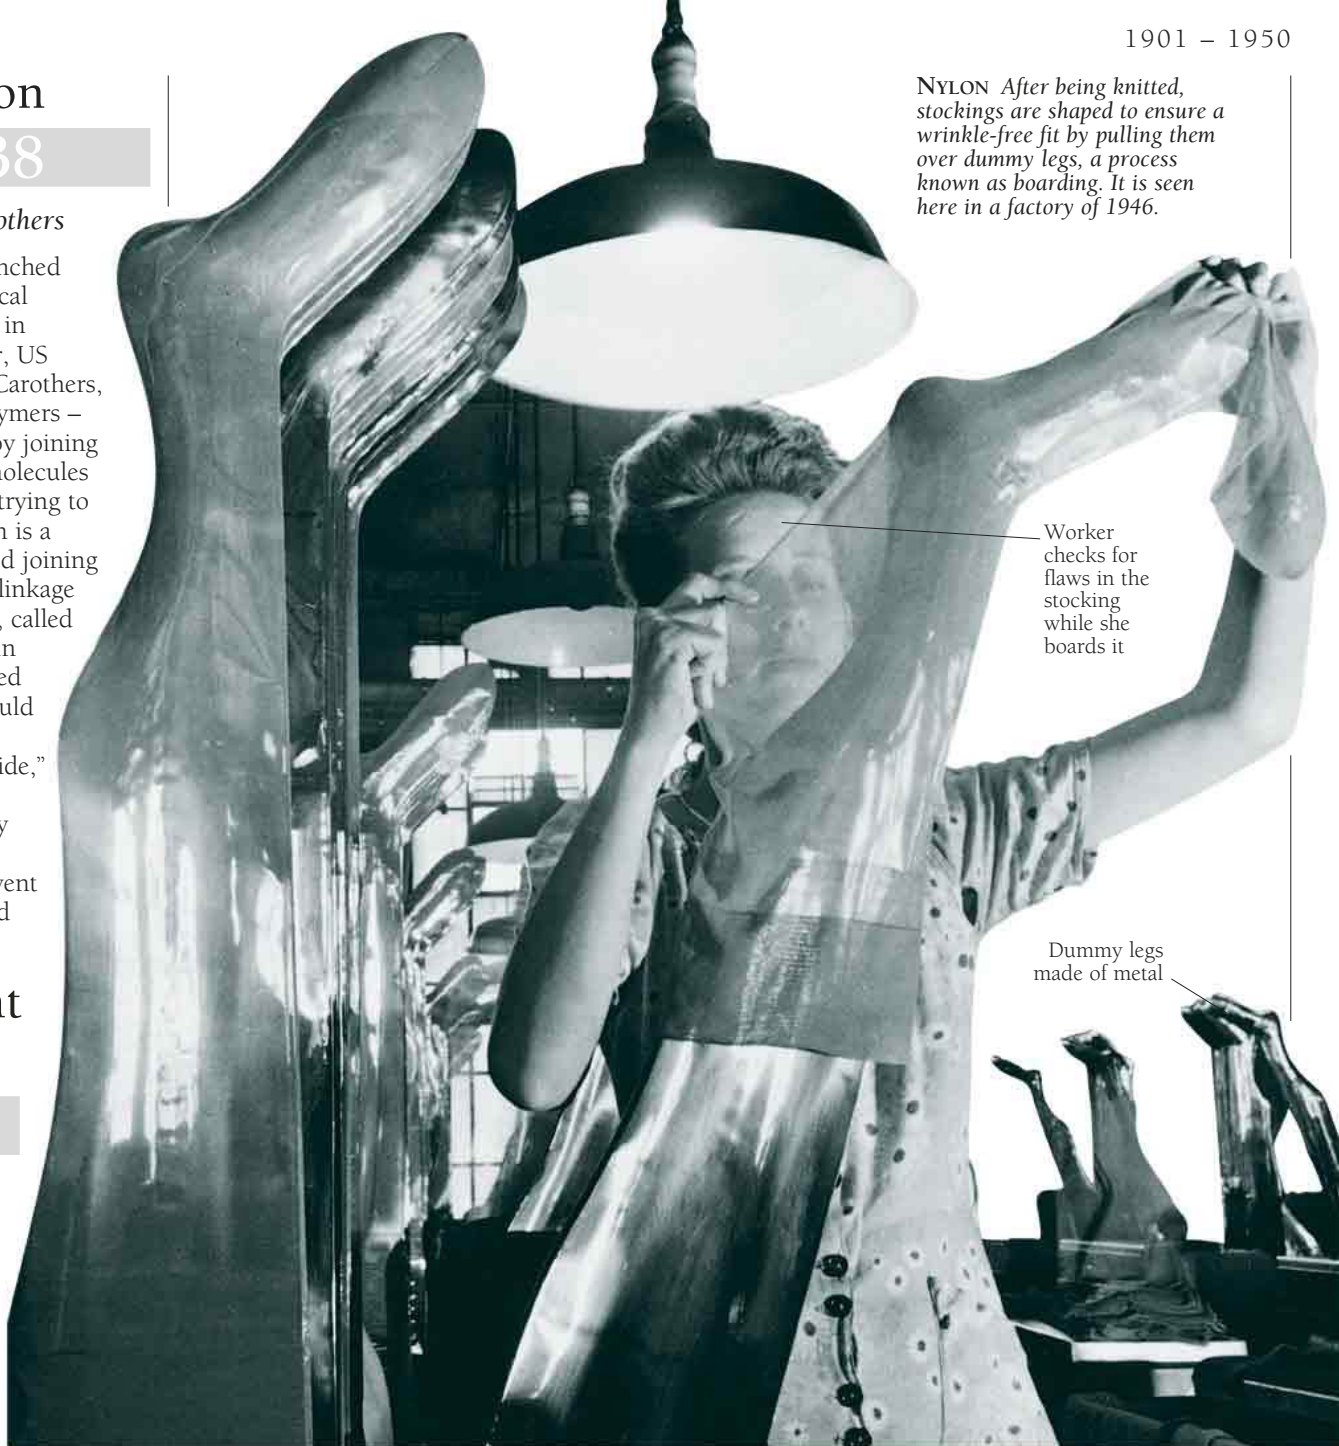 1901 – 1950
on
38
others
nched
cal
in
, US
Carothers,
ymers –
by joining
molecules
trying to
is a
d joining
linkage
, called
n
ed
uld
ide,”
y
vent
d
nt
NYLON After being knitted,
stockings are shaped to ensure a
wrinkle-free fit by pulling them
over dummy legs, a process
known as boarding. It is seen
here in a factory of 1946.
Worker
checks for
flaws in the
stocking
while she
boards it
Dummy legs
made of metal